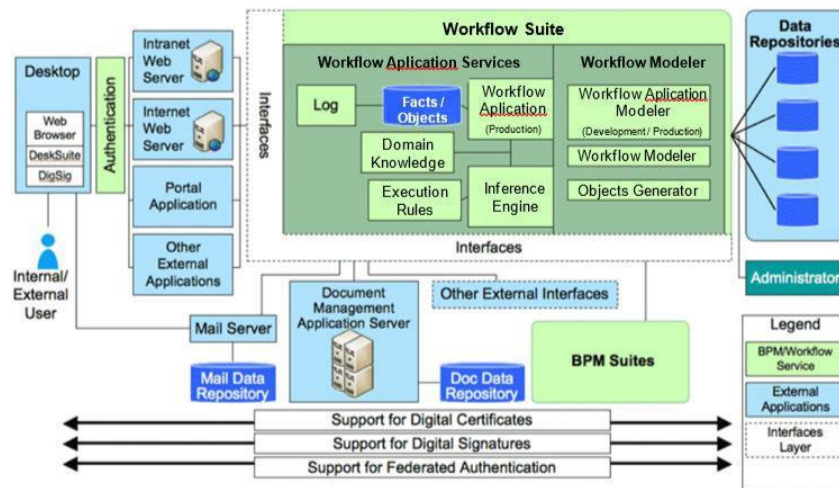 Workflow Suite
Data
Repositories
Desktop
Web
Browser
DeskSuite
DigSig
Internal/
External
User
Authentication
Intranet
Web
Server
Internet
Web
Server
Portal
Application
Other
External
Applications
Interfaces
Workflow Aplication Services
Log
Facts /
Objects
Workflow
Aplication
(Production)
Domain
Knowledge
Execution
Rules
Inference
Engine
Workflow Modeler
Workflow Aplication
Modeler
(Development / Production)
Workflow Modeler
Objects Generator
Interfaces
Administrator
Mail Server
Mail Data
Repository
Document
Management
Application Server
Doc Data
Repository
Other External Interfaces
BPM Suites
Legend
BPM/Workflow
Service
External
Applications
Interfaces
Layer
Support for Digital Certificates
Support for Digital Signatures
Support for Federated Authentication